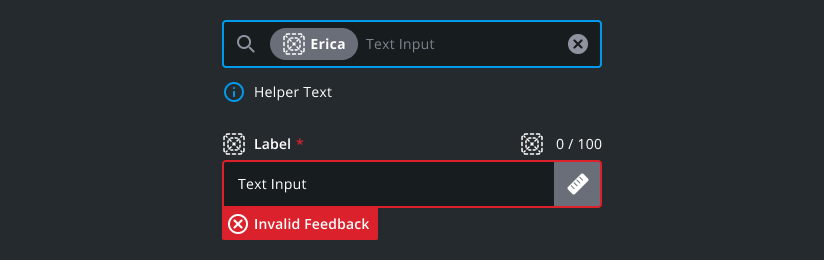 Erica Text Input
Helper Text
Label * 0 / 100
Text Input
Invalid Feedback